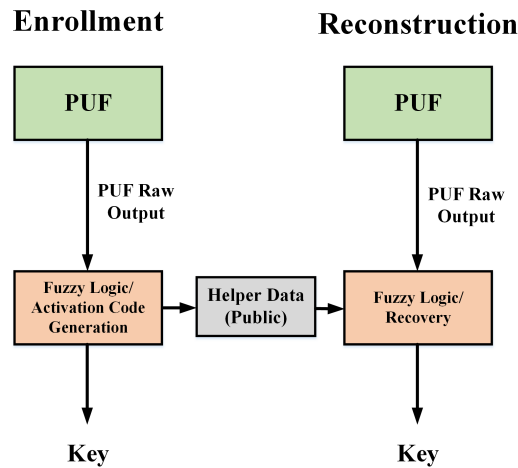 Enrollment
Reconstruction
PUF
PUF
PUF Raw
Output
PUF Raw
Output
Fuzzy Logic/
Activation Code
Generation
Helper Data
(Public)
Fuzzy Logic/
Recovery
Key
Key